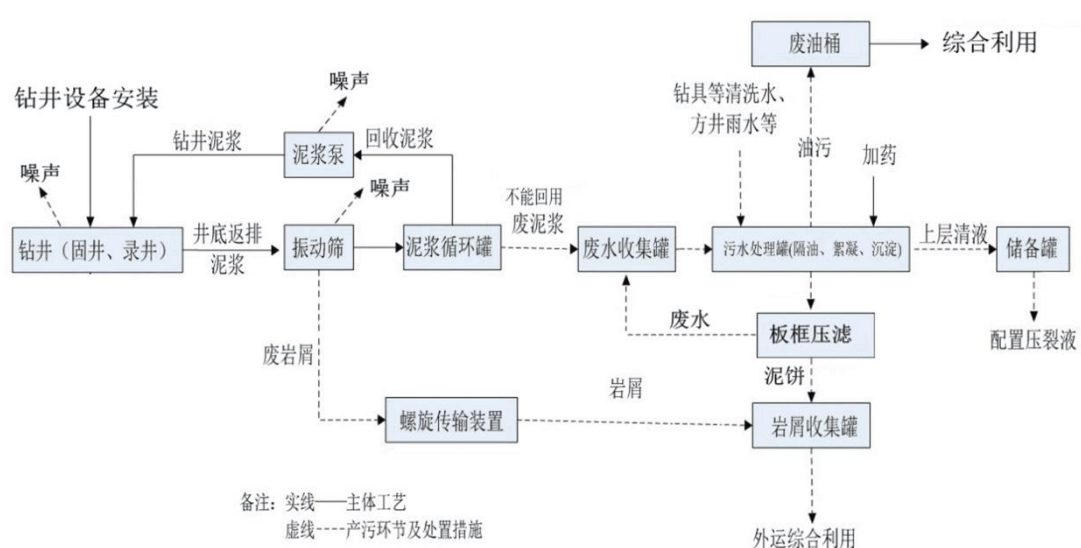 废油桶
综合利用
钻具等清洗水、
方井雨水等
油污
加药
钻井设备安装
噪声
钻井泥浆
泥浆泵
回收泥浆
噪声
噪声
不能回用
废泥浆
钻井（固井、录井）
井底返排
泥浆
振动筛
泥浆循环罐
废水收集罐
污水处理罐(隔油、絮凝、沉淀)
上层清液
储备罐
配置压裂液
废水
板框压滤
泥饼
废岩屑
岩屑
螺旋传输装置
岩屑收集罐
外运综合利用
备注：实线——主体工艺
虚线----产污环节及处置措施